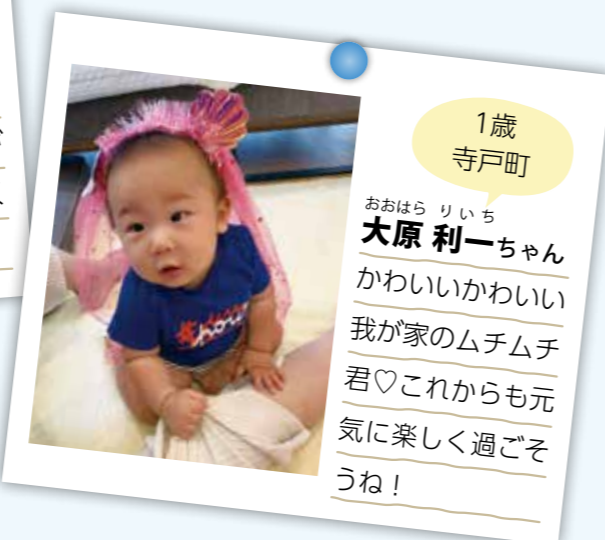 1歳
寺戸町
おおはら りいち
大原 利一ちゃん
かわいいかわいい
我が家のムチムチ
君♡これからも元
気に楽しく過ごそ
うね！